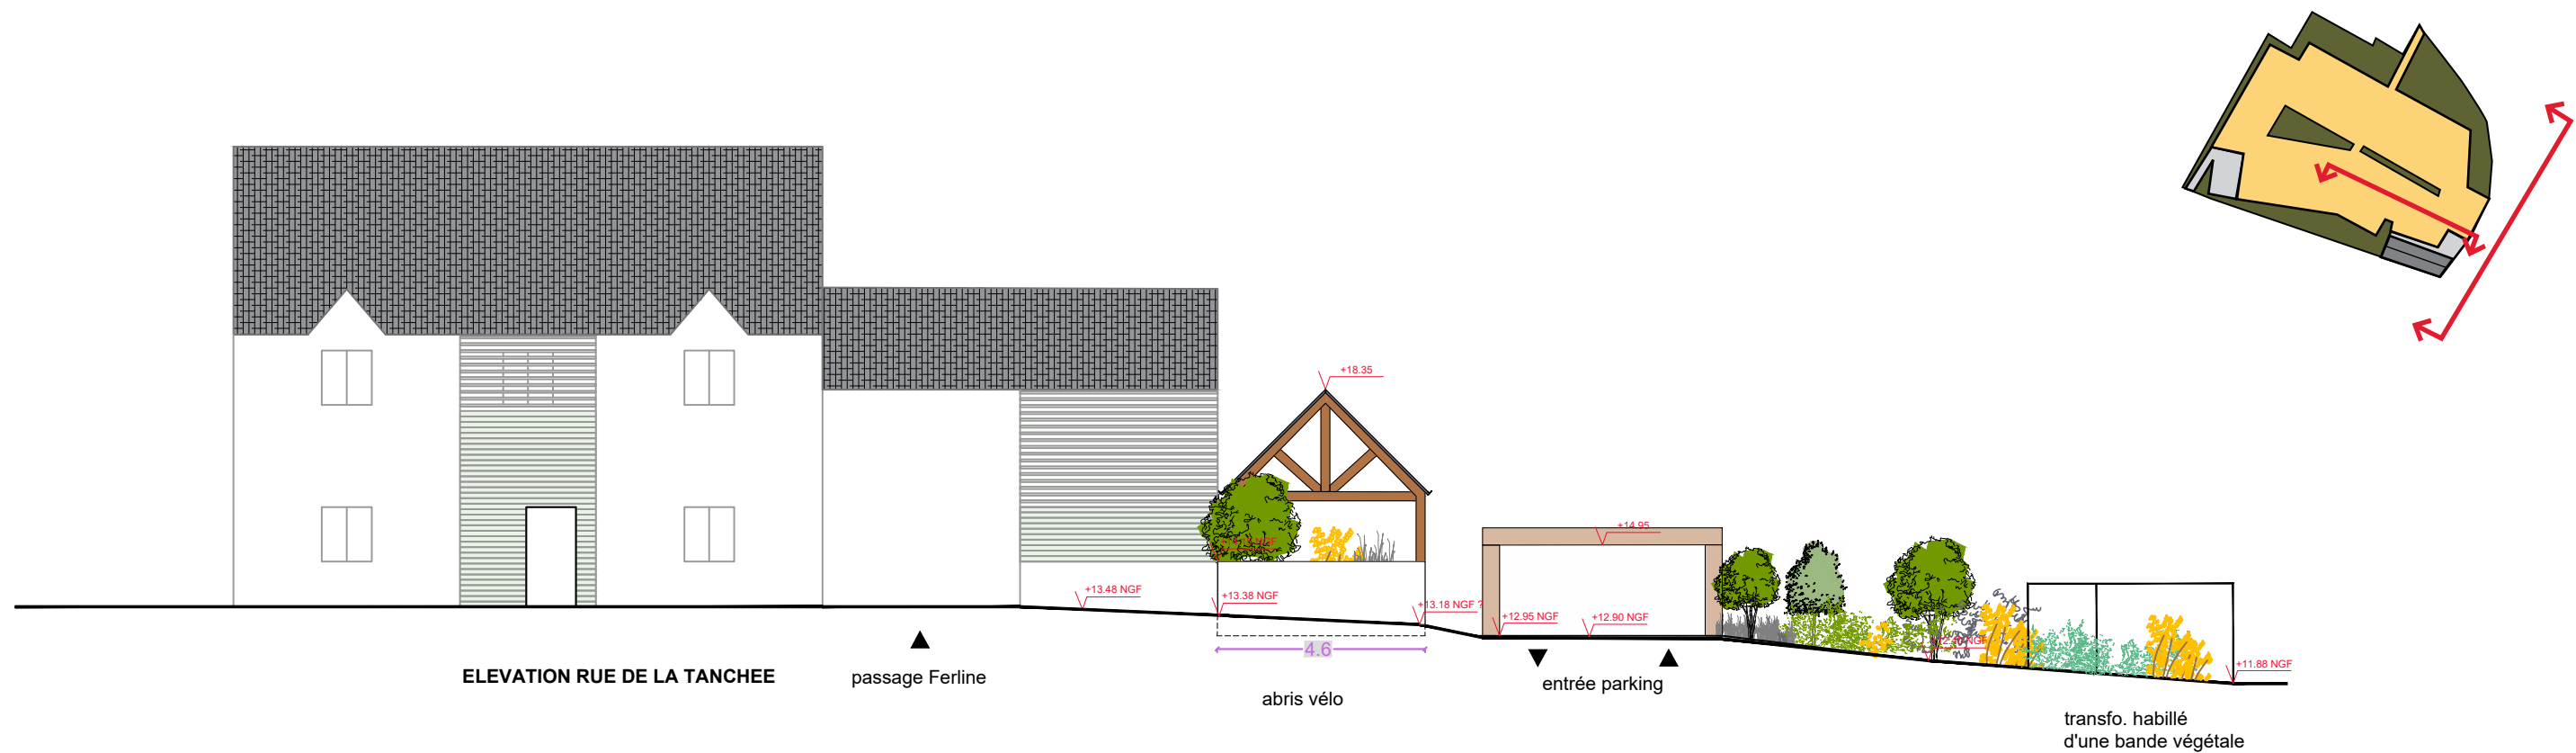 +18.35
+14.95
+13.48 NGF
+13.38 NGF
+13.18 NGF ?
+12.95 NGF
+12.90 NGF
NGF
+11.88 NGF
4.6
ELEVATION RUE DE LA TANCHEE
passage Ferline
abris vélo
entrée parking
transfo. habillé
d'une bande végétale